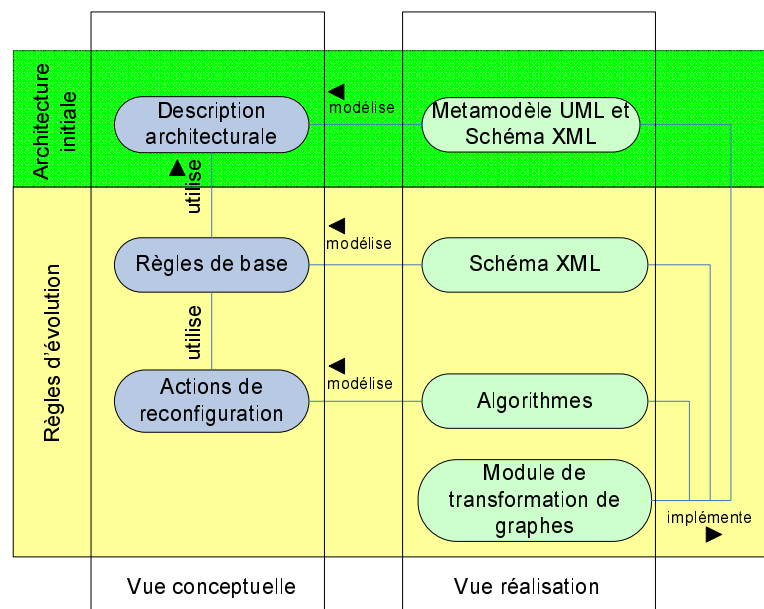 Architecture
initiale
Description
architecturale
modélise
Metamodèle UML et
Schéma XML
utilise
Règles d'évolution
Règles de base
modélise
Schéma XML
utilise
Actions de
reconfiguration
modélise
Algorithmes
Module de
transformation de
graphes
implémente
Vue conceptuelle
Vue réalisation